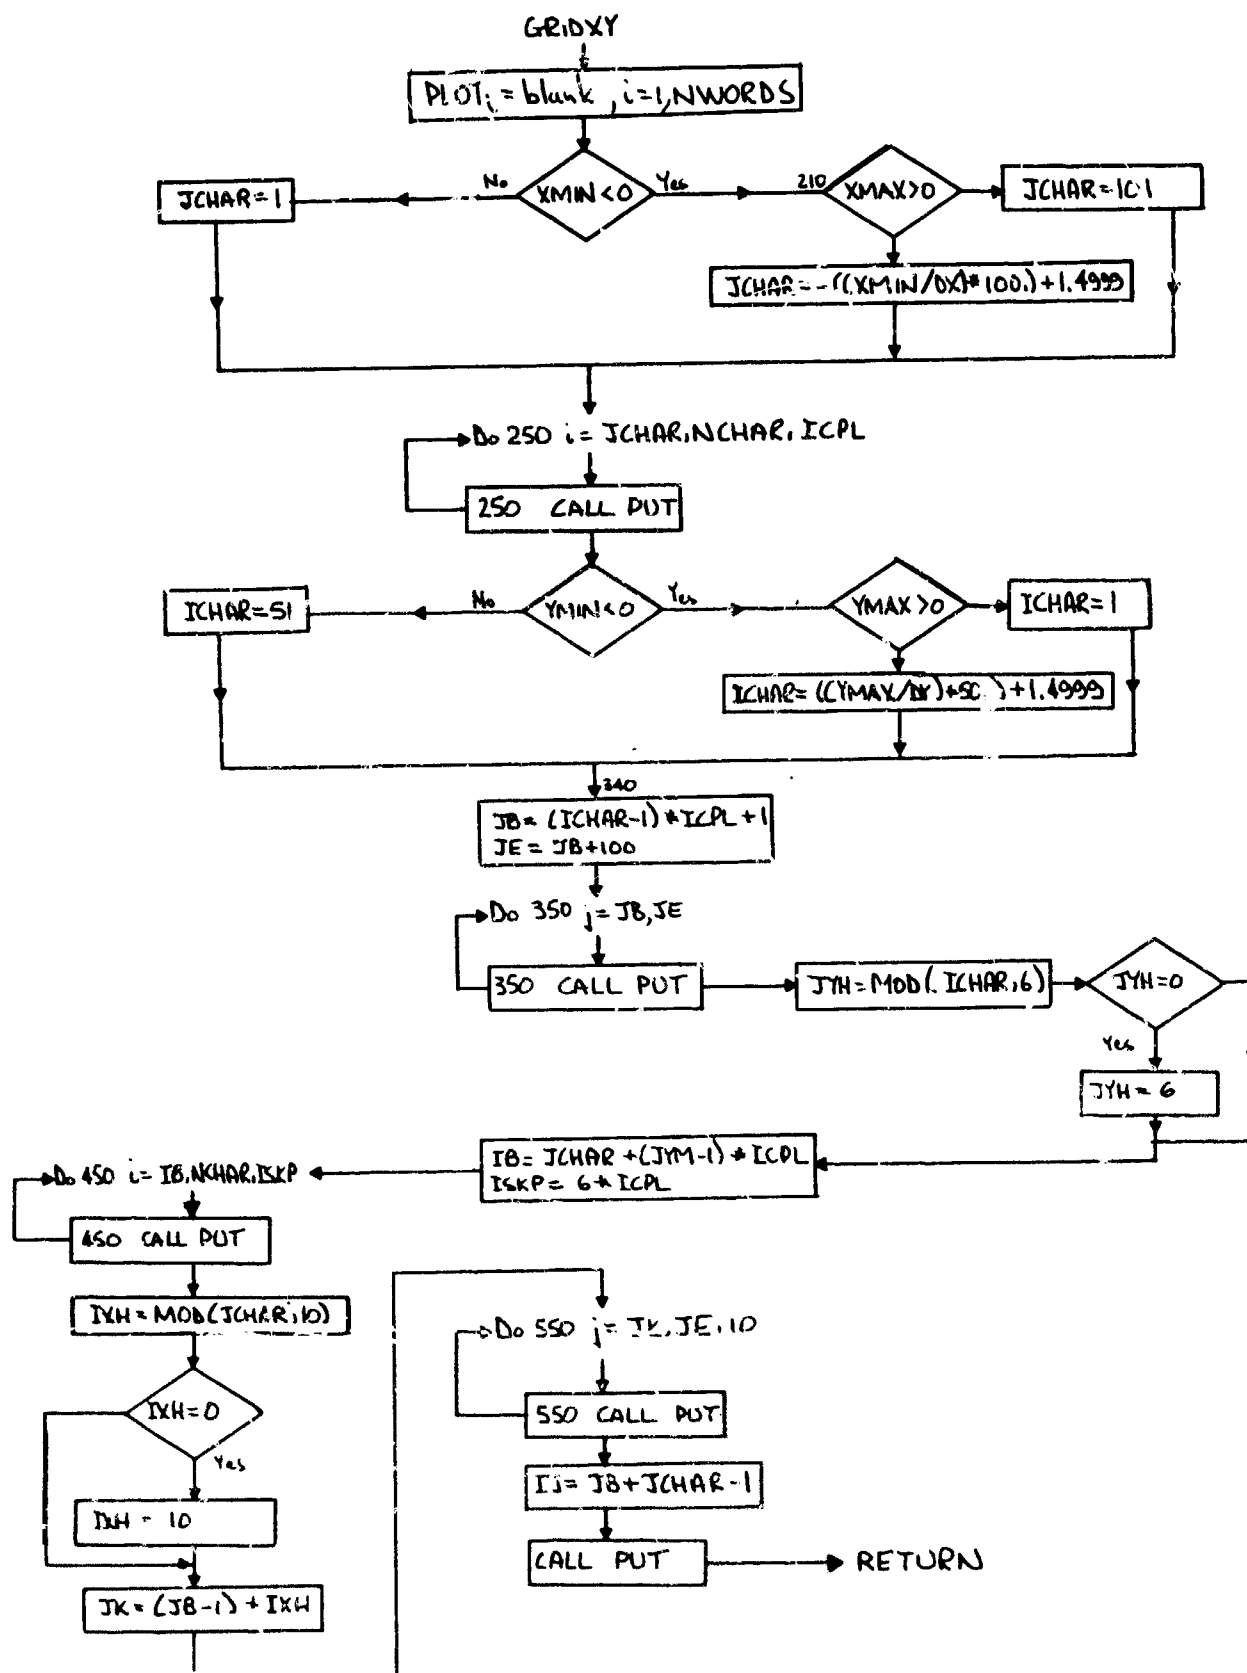 GRIDXY
PLOTi = blank, i=1, NWORDS
No
XMIN<0
Yes
210
XMAX>0
JCHAR=1
JCHAR=101
JCHAR=-((XMIN/DX)*100.)+1.4999
Do 250 i = JCHAR, NCHAR, ICPL
250 CALL PUT
ICHAR=51
No
YMIN<0
Yes
YMAX>0
ICHAR=1
ICHAR=((YMAX/DY)*50.)+1.4999
340
JB=(ICHAR-1)*ICPL+1
JE=JB+100
Do 350 j=JB,JE
350 CALL PUT
JYH=MOD(ICHAR,6)
JYH=0
Yes
JYH=6
IB=JCHAR+(JYM-1)*ICPL
ISKP=6*ICPL
Do 450 i=IB,NCHAR,ISKP
450 CALL PUT
IXH=MOD(JCHAR,10)
IXH=0
Yes
IXH=10
JK=(JB-1)+IXH
Do 550 j=JK,JE,10
550 CALL PUT
IJ=JB+JCHAR-1
CALL PUT
RETURN